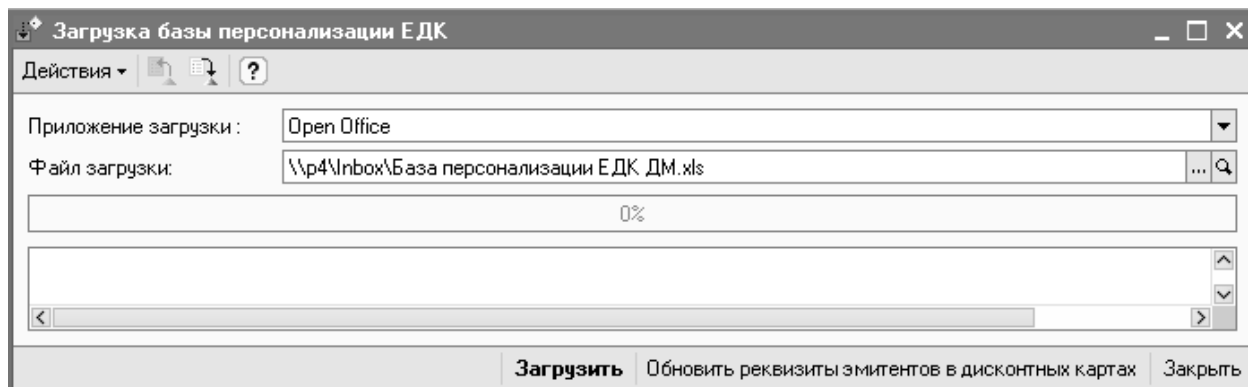 Загрузка базы персонализации ЕДК
Действия
Приложение загрузки: Open Office
Файл загрузки: \\p4\Inbox\База персонализации ЕДК ДМ.xls ...
0%
Загрузить Обновить реквизиты эмитентов в дисконтных картах Закрыть